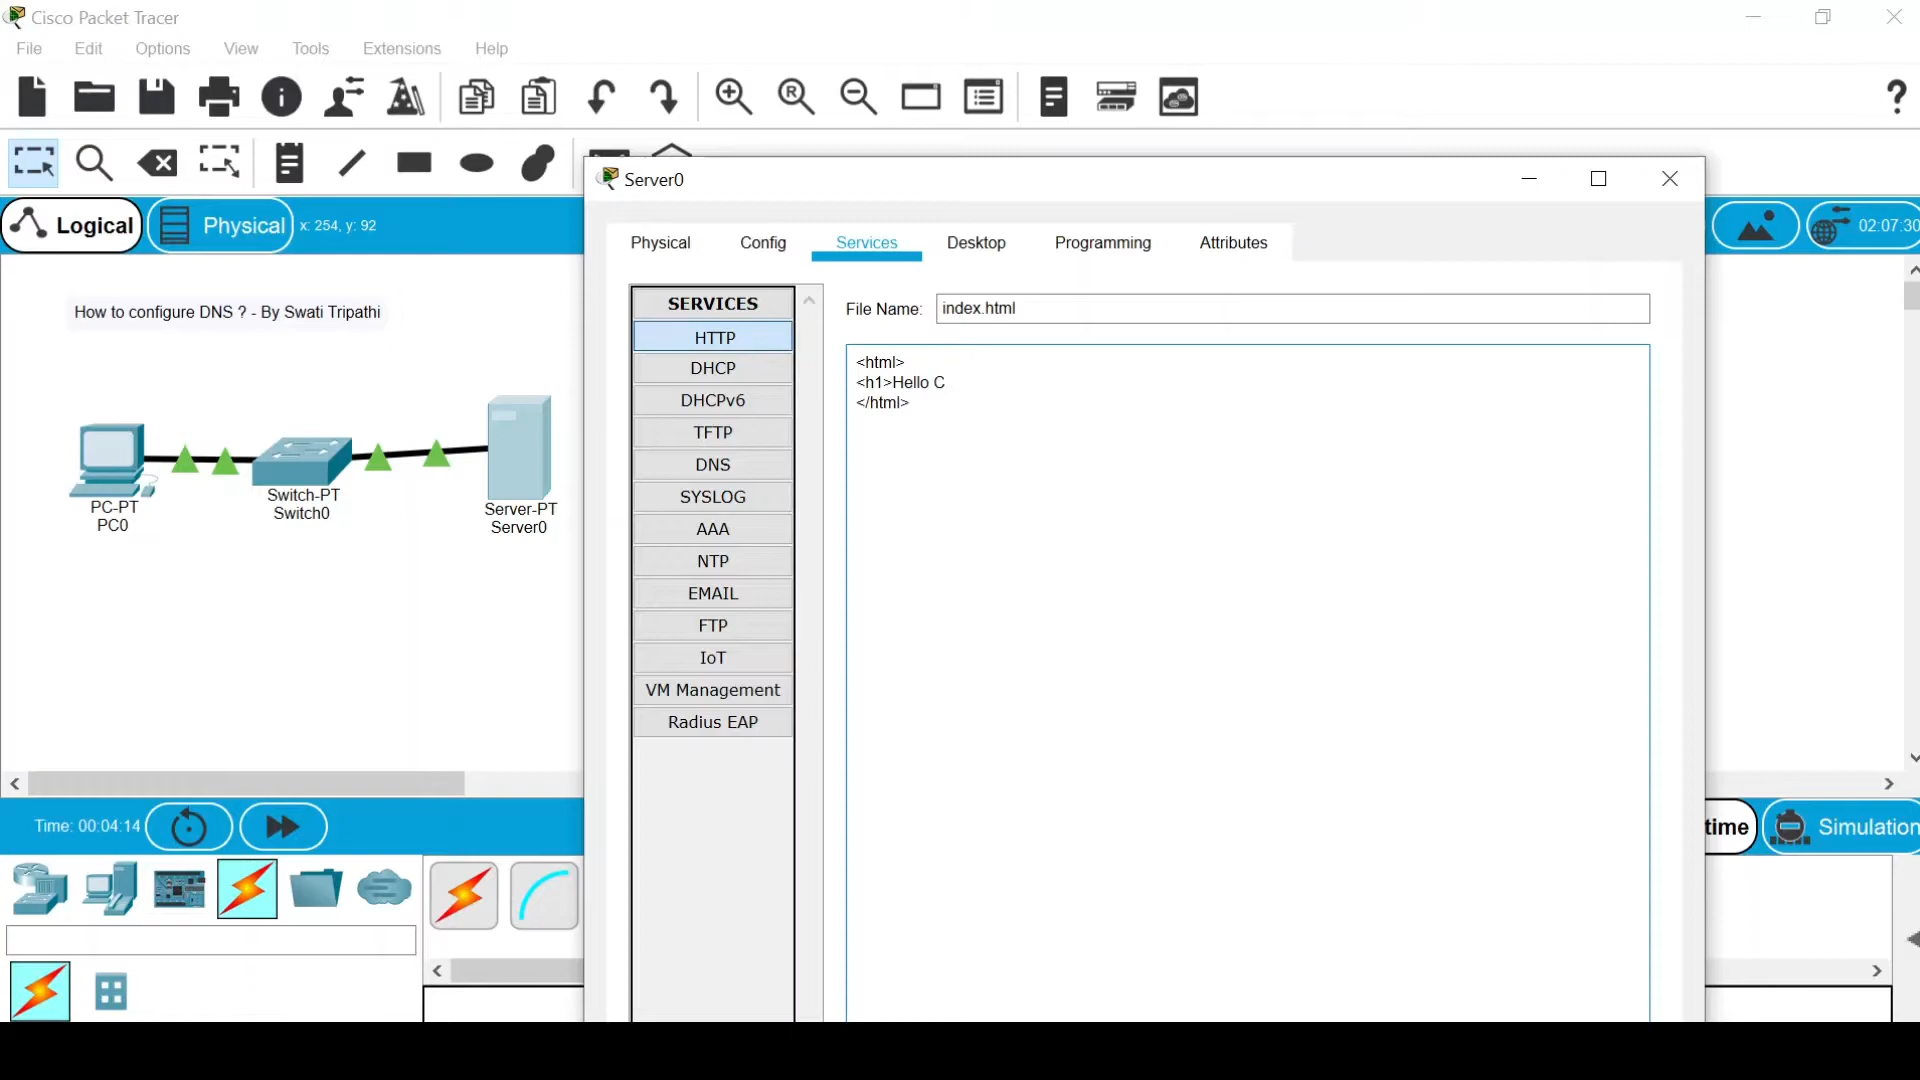 Cisco Packet Tracer
File Edit Options View Tools Extensions Help
R
?
Server0
Logical Physical x: 254, y: 92
02:07:30
Physical Config Services Desktop Programming Attributes
How to configure DNS ? - By Swati Tripathi
PC-PT
PC0
Switch-PT
Switch0
Server-PT
Server0
SERVICES
HTTP
DHCP
DHCPv6
TFTP
DNS
SYSLOG
AAA
NTP
EMAIL
FTP
IoT
VM Management
Radius EAP
File Name: index.html
<html>
<h1>Hello C
</html>
Time: 00:04:14
time Simulation